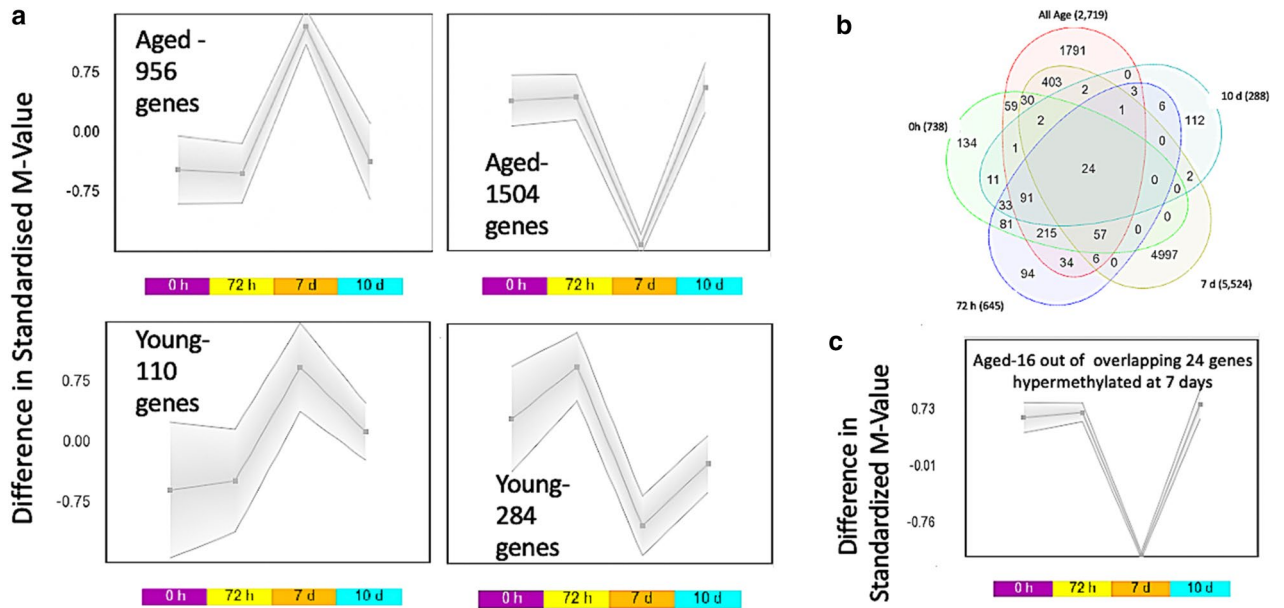 a
Difference in Standardised M-Value
Aged -
956
genes
0.75
0.00
-0.75
0 h 72 h 7 d 10 d
Aged-
1504
genes
0 h 72 h 7 d 10 d
Young-
110
genes
0.75
0.00
-0.75
0 h 72 h 7 d 10 d
Young-
284
genes
0 h 72 h 7 d 10 d
b
All Age (2,719)
1791
0
403 2 3 6
10 d (288)
59 30 1 112
2
0h (738)
134 1 0
24
11 0 0 2
33 91
81 0
215 57 0
34 6 0 4997
94
7 d (5,524)
72 h (645)
c
Difference in
Standardized M-Value
Aged-16 out of overlapping 24 genes
hypermethylated at 7 days
0.73
-0.01
-0.76
0 h 72 h 7 d 10 d